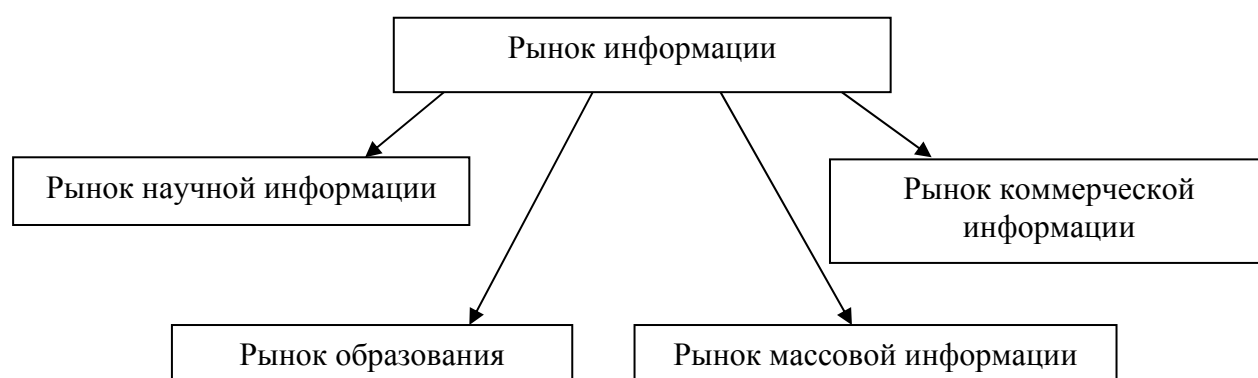 Рынок информации
Рынок научной информации
Рынок коммерческой
информации
Рынок образования
Рынок массовой информации